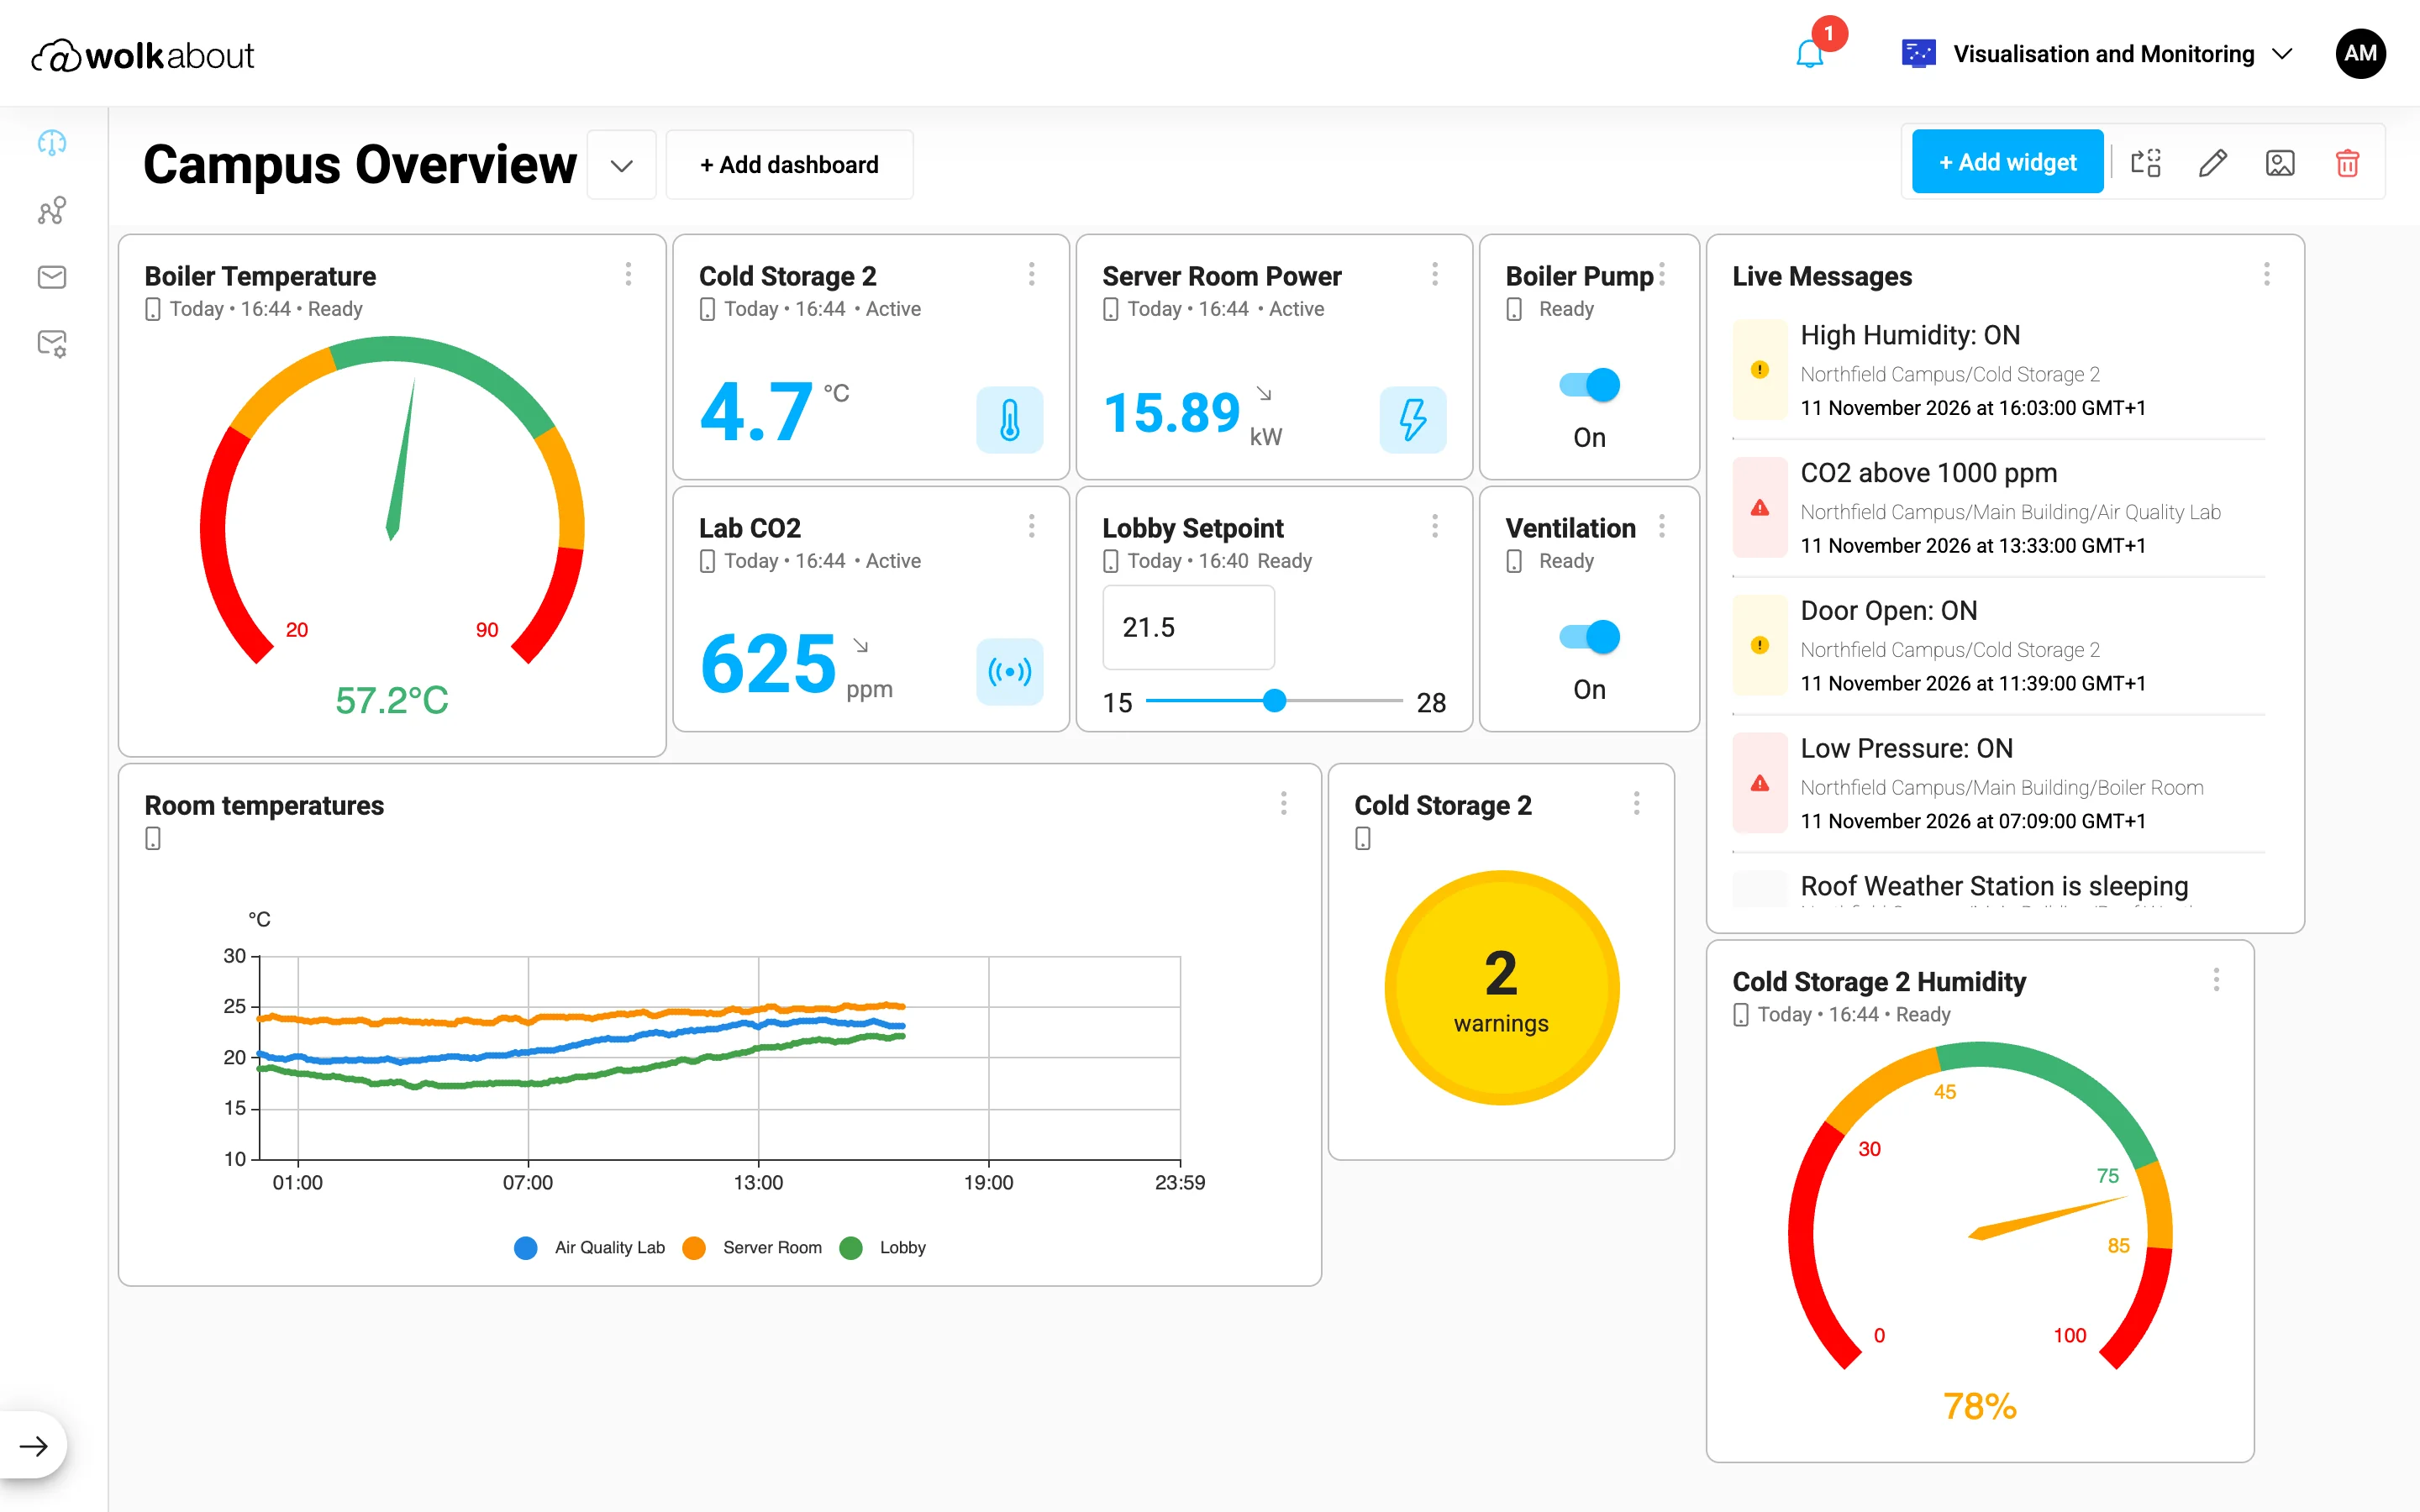 @wolkabout
1
Visualisation and Monitoring
AM
Campus Overview
+ Add dashboard
+ Add widget
Boiler Temperature
Today • 16:44 • Ready
20
90
57.2°C
Cold Storage 2
Today • 16:44 • Active
4.7 °C
Server Room Power
Today • 16:44 • Active
15.89 kW
Boiler Pump
Ready
On
Lab CO2
Today • 16:44 • Active
625 ppm
Lobby Setpoint
Today • 16:40 Ready
21.5
15
28
Ventilation
Ready
On
Live Messages
High Humidity: ON
Northfield Campus/Cold Storage 2
11 November 2026 at 16:03:00 GMT+1
CO2 above 1000 ppm
Northfield Campus/Main Building/Air Quality Lab
11 November 2026 at 13:33:00 GMT+1
Door Open: ON
Northfield Campus/Cold Storage 2
11 November 2026 at 11:39:00 GMT+1
Low Pressure: ON
Northfield Campus/Main Building/Boiler Room
11 November 2026 at 07:09:00 GMT+1
Roof Weather Station is sleeping
Room temperatures
°C
30
25
20
15
10
01:00
07:00
13:00
19:00
23:59
Air Quality Lab
Server Room
Lobby
Cold Storage 2
2
warnings
Cold Storage 2 Humidity
Today • 16:44 • Ready
45
30
75
85
0
100
78%